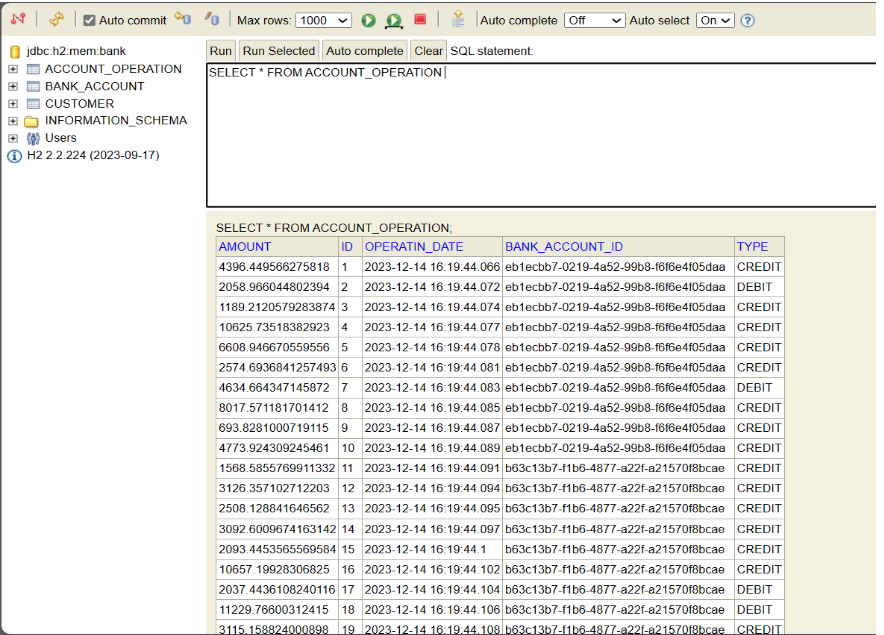 Auto commit Max rows: 1000 Auto complete Off Auto select On
jdbc:h2:mem:bank
ACCOUNT_OPERATION
BANK_ACCOUNT
CUSTOMER
INFORMATION_SCHEMA
Users
H2 2.2.224 (2023-09-17)
Run Run Selected Auto complete Clear SQL statement:
SELECT * FROM ACCOUNT_OPERATION
SELECT * FROM ACCOUNT_OPERATION;
AMOUNT ID OPERATIN_DATE BANK_ACCOUNT_ID TYPE
4396.449566275818 1 2023-12-14 16:19:44.066 eb1ecbb7-0219-4a52-99b8-f6f6e4f05daa CREDIT
2058.966044802394 2 2023-12-14 16:19:44.072 eb1ecbb7-0219-4a52-99b8-f6f6e4f05daa DEBIT
1189.2120579283874 3 2023-12-14 16:19:44.074 eb1ecbb7-0219-4a52-99b8-f6f6e4f05daa CREDIT
10625.73518382923 4 2023-12-14 16:19:44.077 eb1ecbb7-0219-4a52-99b8-f6f6e4f05daa CREDIT
6608.946670559556 5 2023-12-14 16:19:44.078 eb1ecbb7-0219-4a52-99b8-f6f6e4f05daa CREDIT
2574.6936841257493 6 2023-12-14 16:19:44.081 eb1ecbb7-0219-4a52-99b8-f6f6e4f05daa CREDIT
4634.664347145872 7 2023-12-14 16:19:44.083 eb1ecbb7-0219-4a52-99b8-f6f6e4f05daa DEBIT
8017.571181701412 8 2023-12-14 16:19:44.085 eb1ecbb7-0219-4a52-99b8-f6f6e4f05daa CREDIT
693.8281000719115 9 2023-12-14 16:19:44.087 eb1ecbb7-0219-4a52-99b8-f6f6e4f05daa CREDIT
4773.924309245461 10 2023-12-14 16:19:44.089 eb1ecbb7-0219-4a52-99b8-f6f6e4f05daa CREDIT
1568.5855769911332 11 2023-12-14 16:19:44.091 b63c13b7-f1b6-4877-a22f-a21570f8bcae CREDIT
3126.357102712203 12 2023-12-14 16:19:44.094 b63c13b7-f1b6-4877-a22f-a21570f8bcae CREDIT
2508.128841646562 13 2023-12-14 16:19:44.095 b63c13b7-f1b6-4877-a22f-a21570f8bcae CREDIT
3092.6009674163142 14 2023-12-14 16:19:44.097 b63c13b7-f1b6-4877-a22f-a21570f8bcae CREDIT
2093.4453565569584 15 2023-12-14 16:19:44.1 b63c13b7-f1b6-4877-a22f-a21570f8bcae CREDIT
10657.19928306825 16 2023-12-14 16:19:44.102 b63c13b7-f1b6-4877-a22f-a21570f8bcae CREDIT
2037.4436108240116 17 2023-12-14 16:19:44.104 b63c13b7-f1b6-4877-a22f-a21570f8bcae DEBIT
11229.76600312415 18 2023-12-14 16:19:44.106 b63c13b7-f1b6-4877-a22f-a21570f8bcae DEBIT
3115.158824000898 19 2023-12-14 16:19:44.108 b63c13b7-f1b6-4877-a22f-a21570f8bcae CREDIT